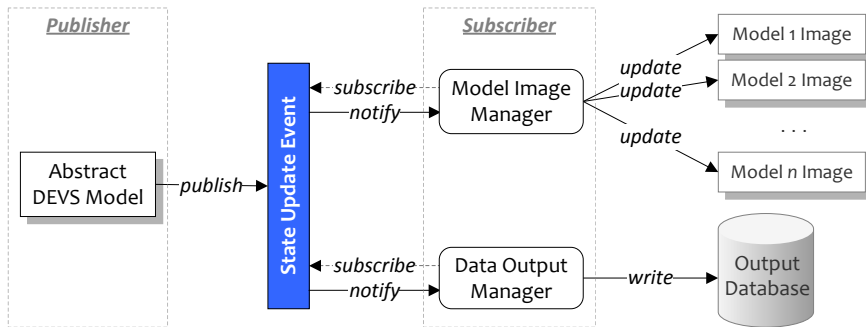 Publisher
Subscriber
Abstract
DEVS Model
publish
State Update Event
subscribe
notify
Model Image
Manager
update
update
update
Model 1 Image
Model 2 Image
. . .
Model n Image
subscribe
notify
Data Output
Manager
write
Output
Database